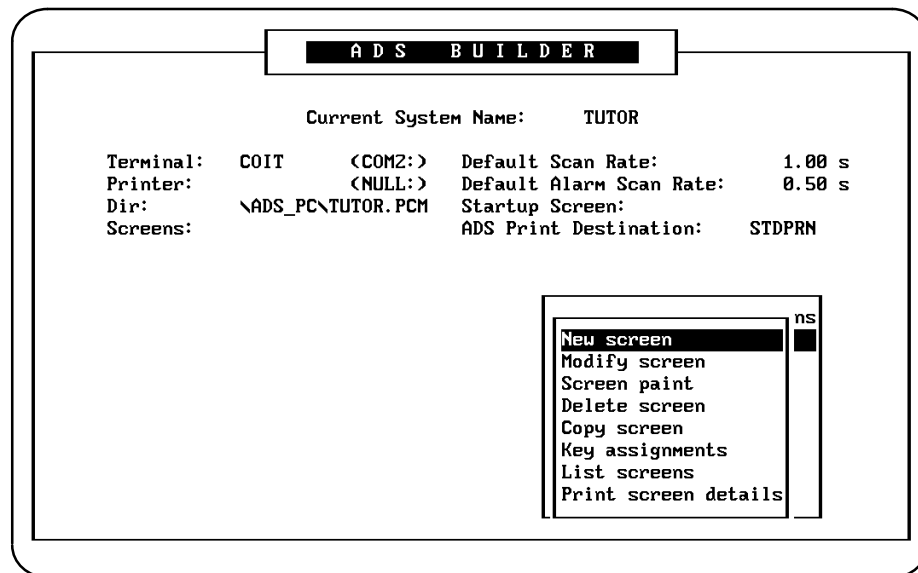 ADS BUILDER
Current System Name: TUTOR
Terminal: COIT (COM2:) Default Scan Rate: 1.00 s
Printer: (NULL:) Default Alarm Scan Rate: 0.50 s
Dir: \ADS_PC\TUTOR.PCM Startup Screen:
Screens: ADS Print Destination: STDPRN
ns
New screen
Modify screen
Screen paint
Delete screen
Copy screen
Key assignments
List screens
Print screen details